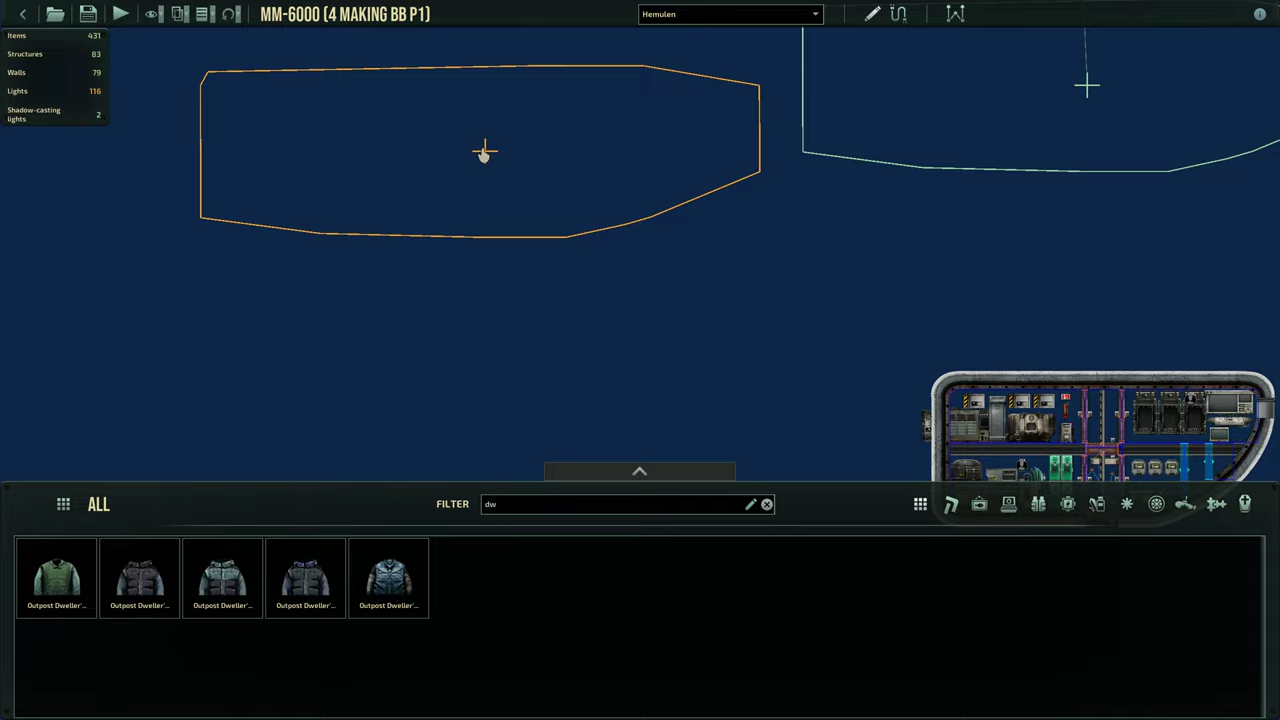 MM-6000 (4 MAKING BB P1)
Hemulen
Items 431
Structures 83
Walls 79
Lights 116
Shadow-casting
lights 2
ALL
FILTER
dw
Outpost Dweller'...
Outpost Dweller'...
Outpost Dweller'...
Outpost Dweller'...
Outpost Dweller'...